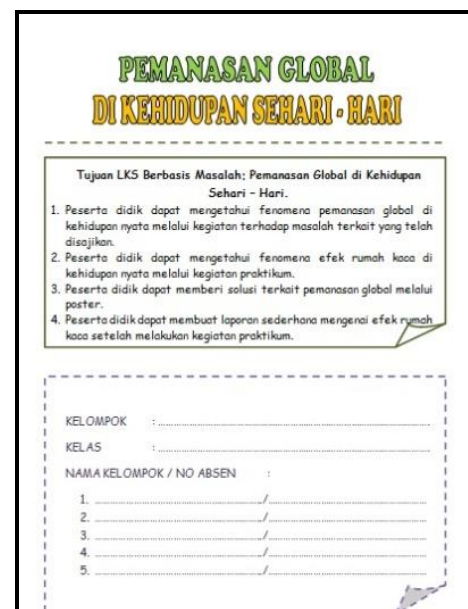 PEMANASAN GLOBAL
DI KEHIDUPAN SEHARI - HARI
Tujuan LKS Berbasis Masalah; Pemanasan Global di Kehidupan
Sehari - Hari.
1. Peserta didik dapat mengetahui fenomena pemanasan global di
kehidupan nyata melalui kegiatan terhadap masalah terkait yang telah
disajikan.
2. Peserta didik dapat mengetahui fenomena efek rumah kaca di
kehidupan nyata melalui kegiatan praktikum.
3. Peserta didik dapat memberi solusi terkait pemanasan global melalui
poster.
4. Peserta didik dapat membuat laporan sederhana mengenai efek rumah
kaca setelah melakukan kegiatan praktikum.
KELOMPOK : ..............................
KELAS : ..............................
NAMA KELOMPOK / NO ABSEN :
1. ............................../..............................
2. ............................../..............................
3. ............................../..............................
4. ............................../..............................
5. ............................../..............................